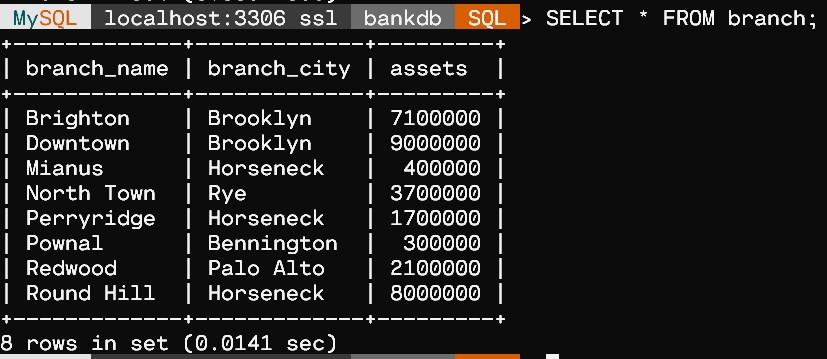 MySQL localhost:3306 ssl bankdb SQL > SELECT * FROM branch;
+-------------+-------------+---------+
| branch_name | branch_city | assets  |
+-------------+-------------+---------+
| Brighton    | Brooklyn    | 7100000 |
| Downtown    | Brooklyn    | 9000000 |
| Mianus      | Horseneck   |  400000 |
| North Town  | Rye         | 3700000 |
| Perryridge  | Horseneck   | 1700000 |
| Pownal      | Bennington  |  300000 |
| Redwood     | Palo Alto   | 2100000 |
| Round Hill  | Horseneck   | 8000000 |
+-------------+-------------+---------+
8 rows in set (0.0141 sec)